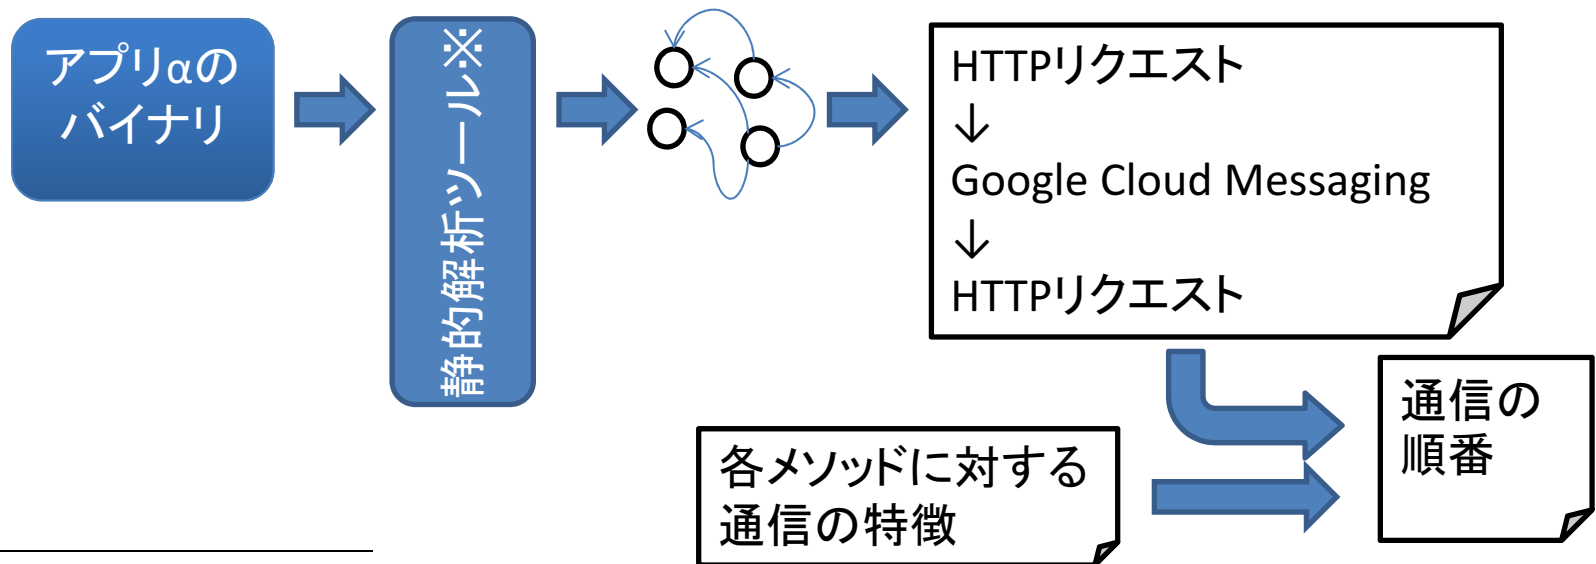 アプリαの
バイナリ
静的解析ツール※
HTTPリクエスト
↓
Google Cloud Messaging
↓
HTTPリクエスト
各メソッドに対する
通信の特徴
通信の
順番